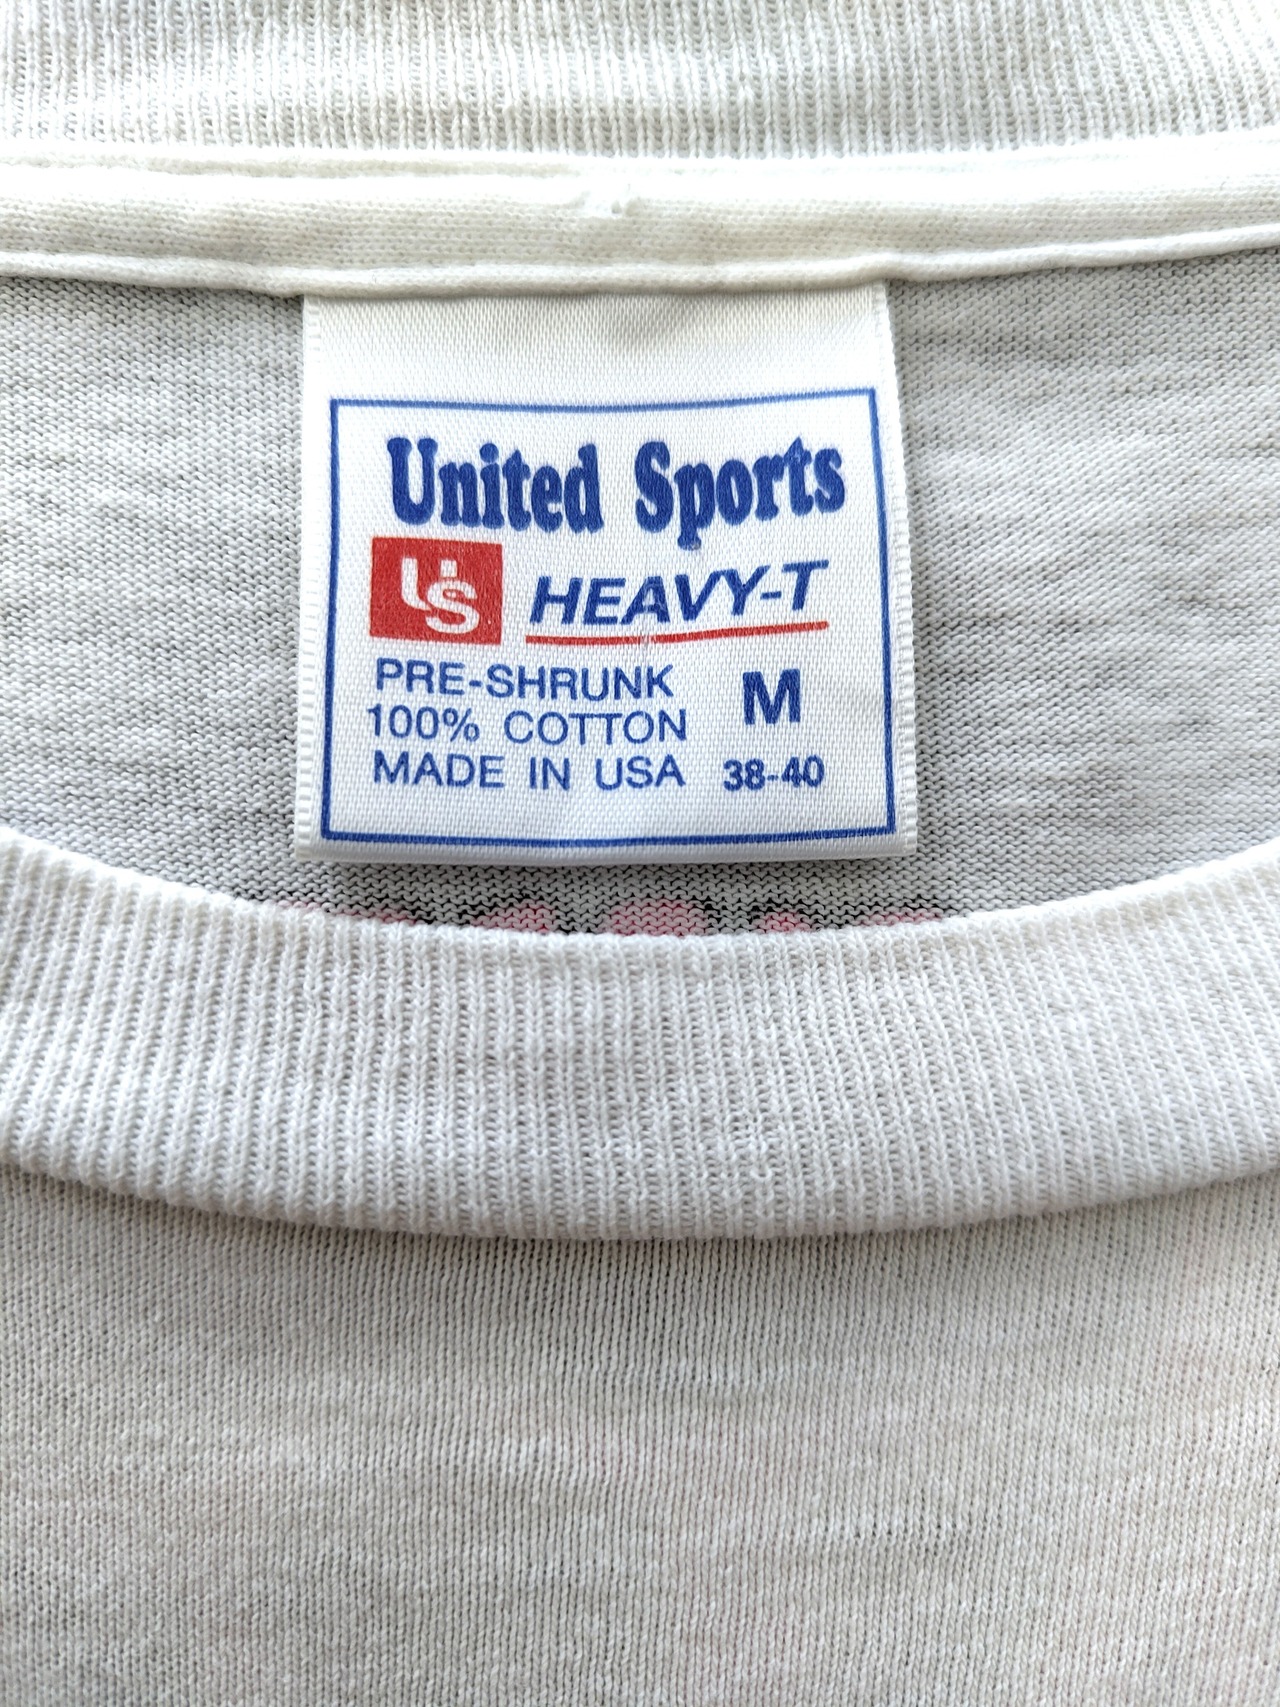 United Sports
US HEAVY-T
PRE-SHRUNK M
100% COTTON
MADE IN USA 38-40